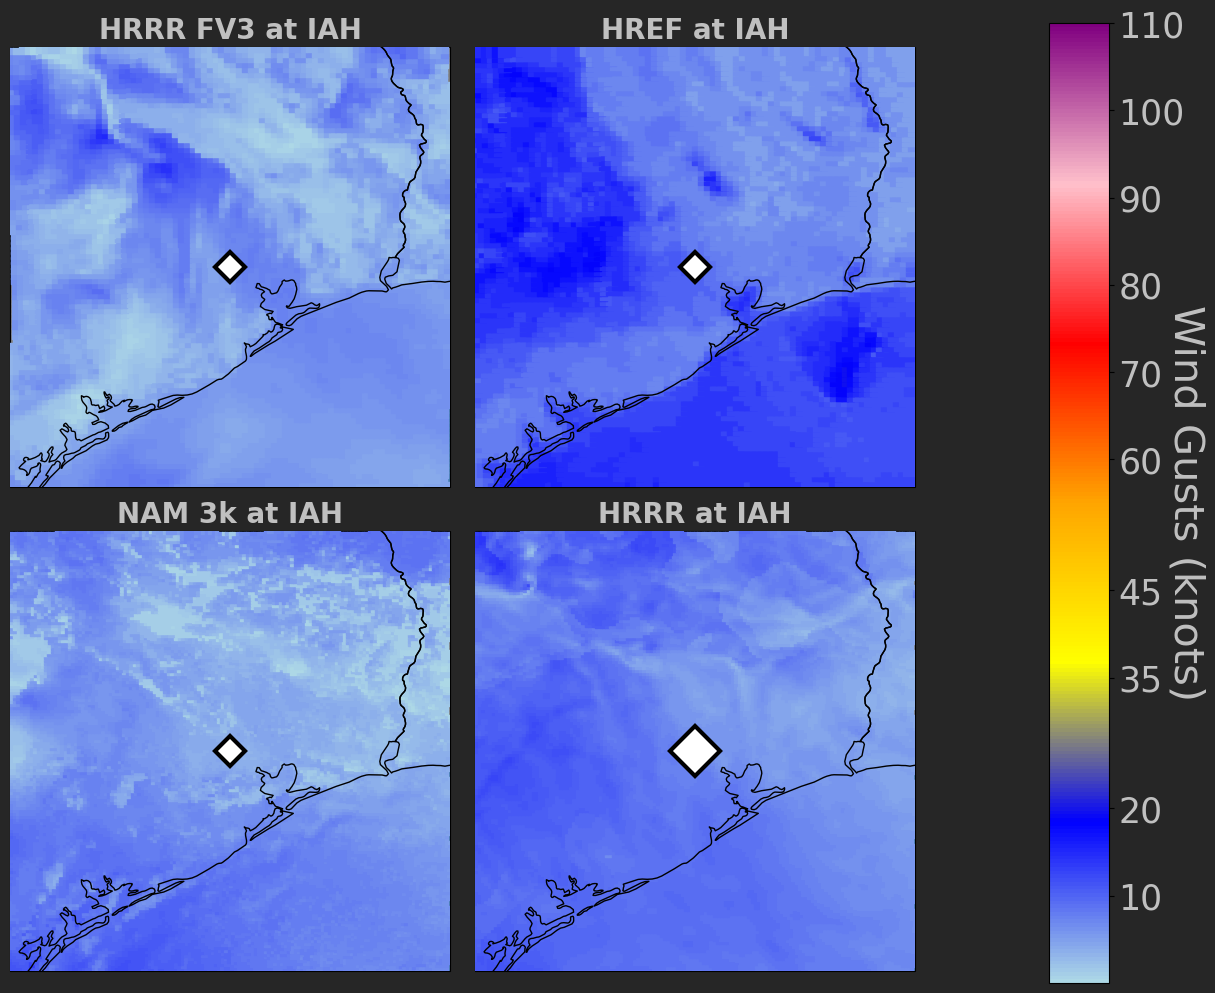 HRRR FV3 at IAH
HREF at IAH
NAM 3k at IAH
HRRR at IAH
110
100
90
80
70
60
45
35
20
10
Wind Gusts (knots)